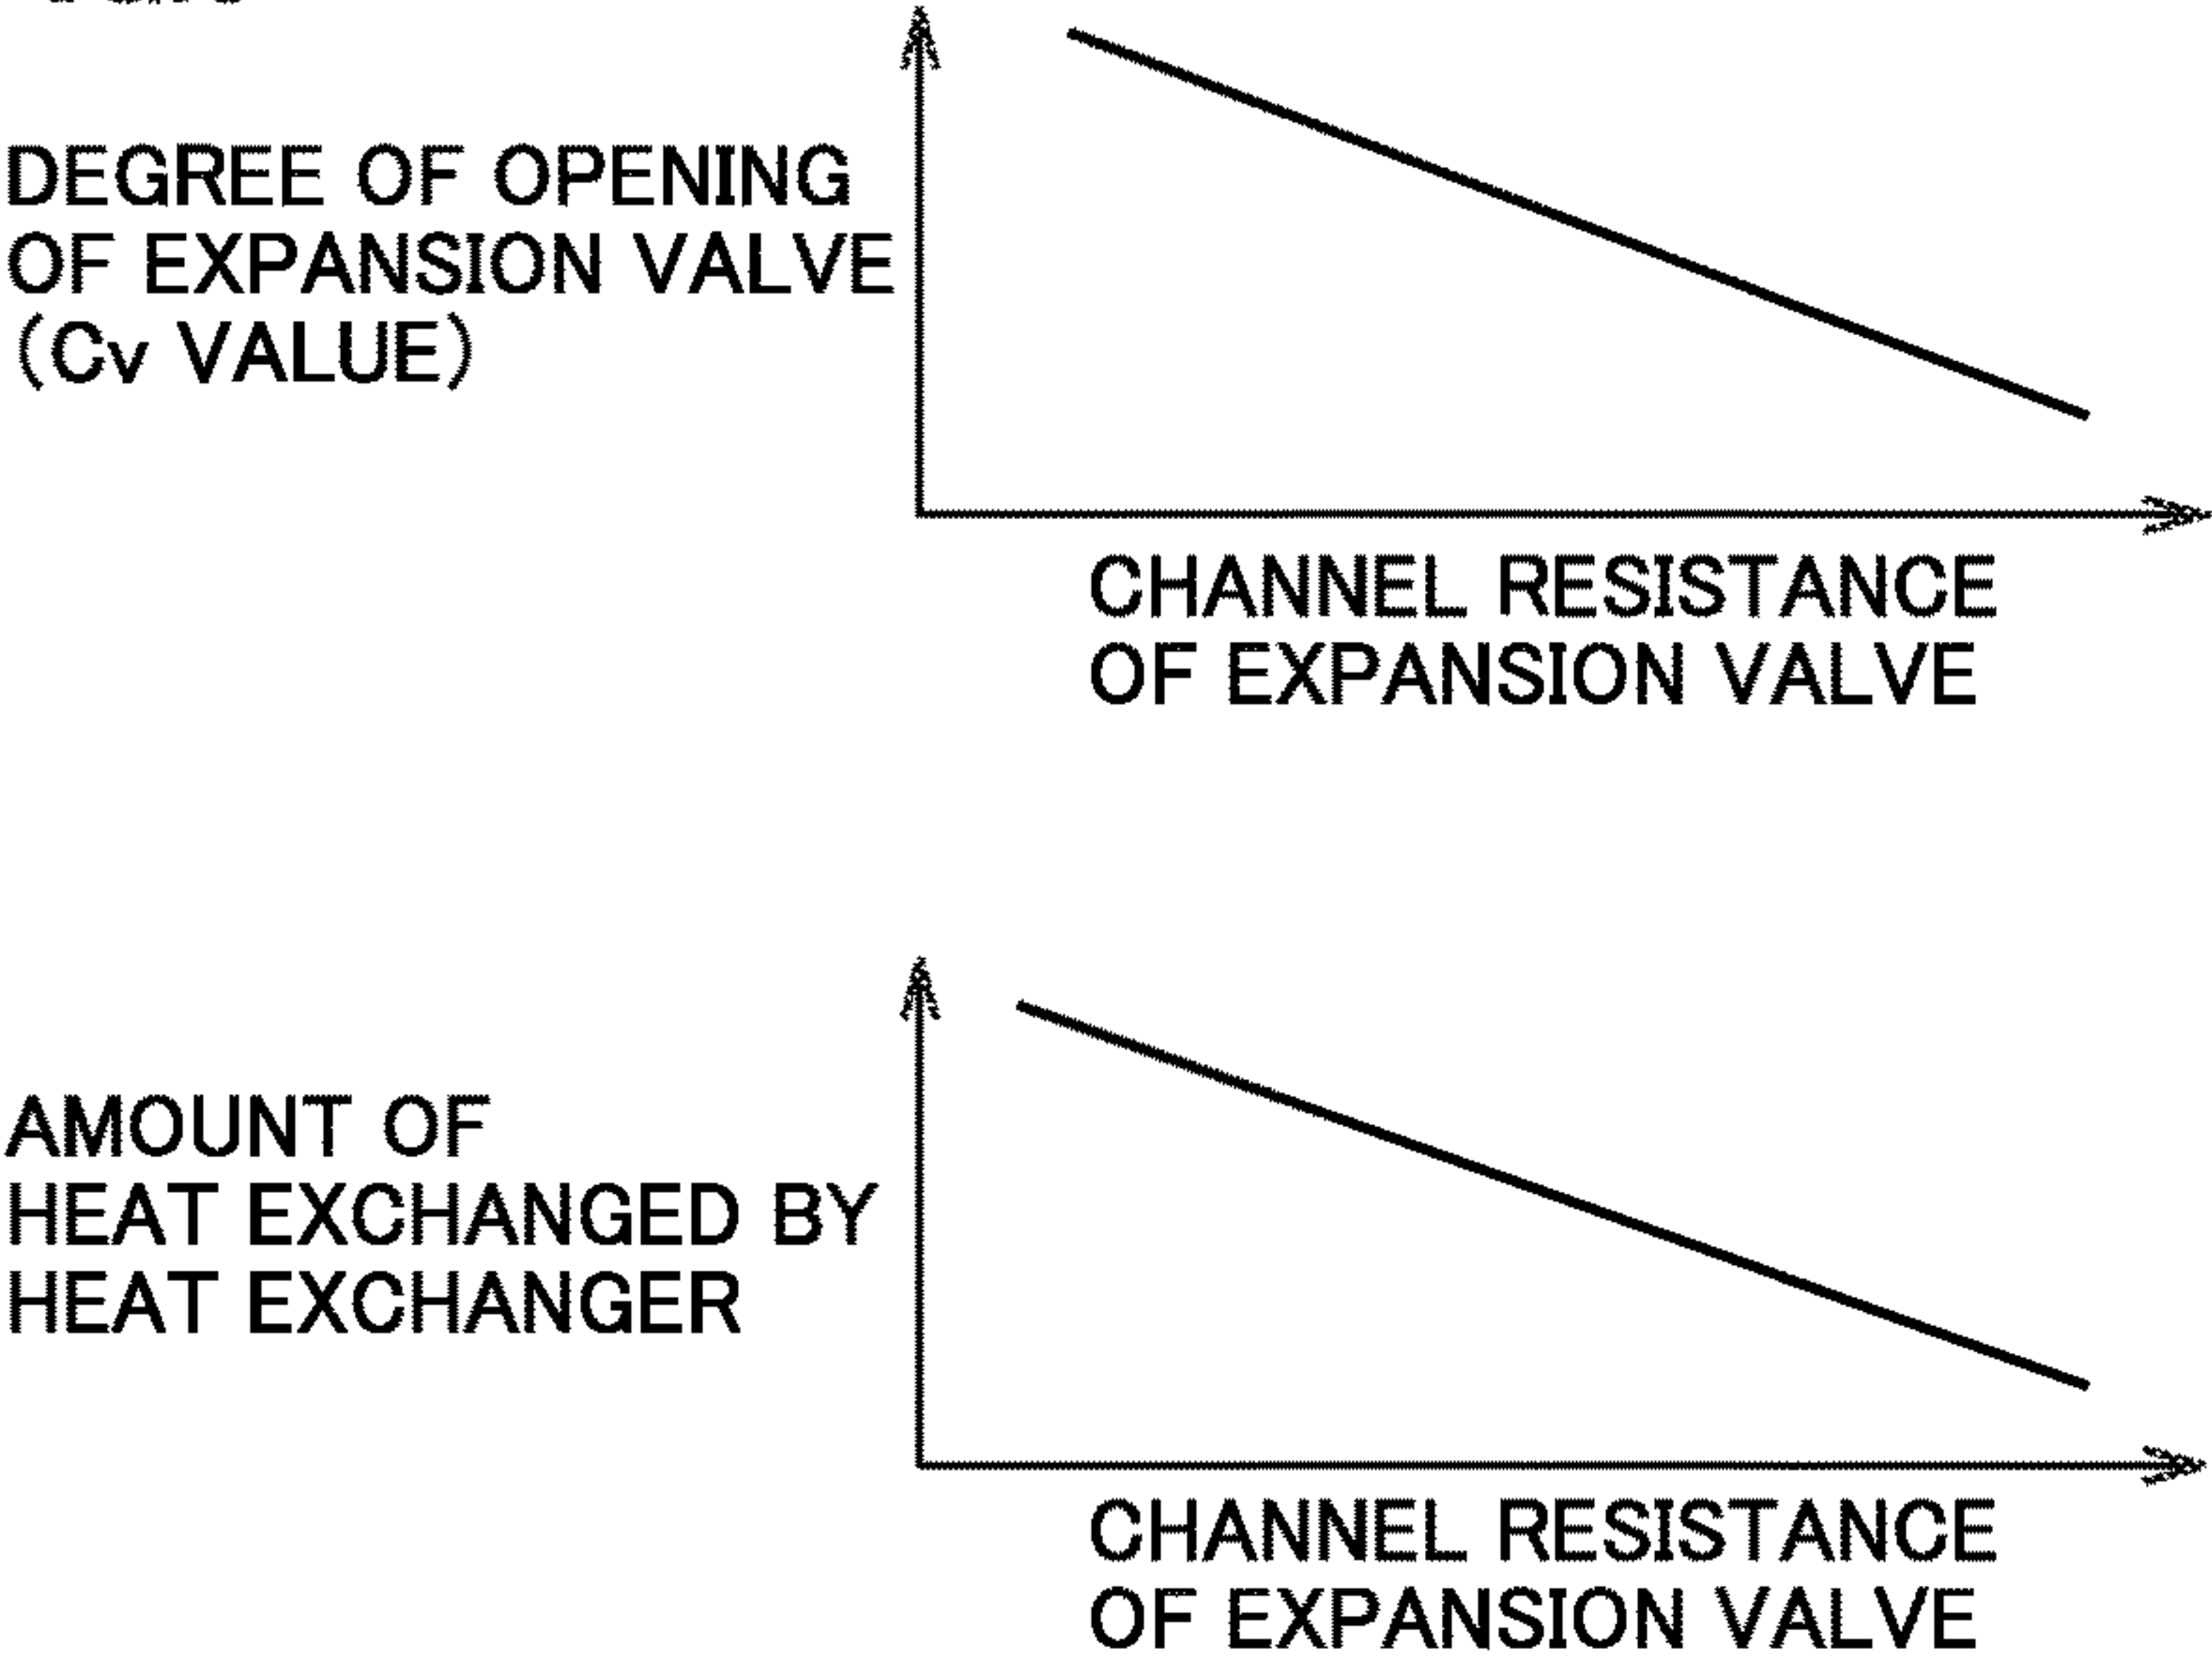 DEGREE OF OPENING
OF EXPANSION VALVE
(Cv VALUE)
CHANNEL RESISTANCE
OF EXPANSION VALVE
AMOUNT OF
HEAT EXCHANGED BY
HEAT EXCHANGER
CHANNEL RESISTANCE
OF EXPANSION VALVE